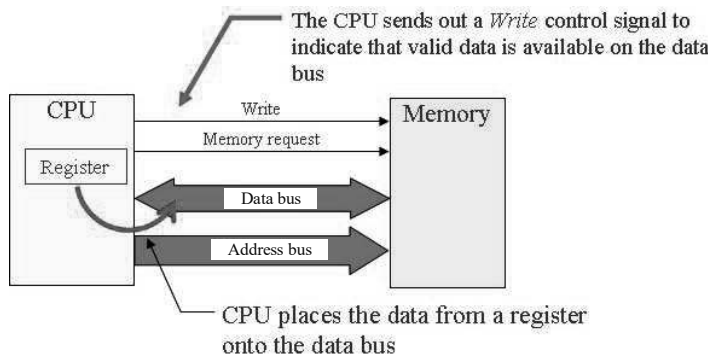 The CPU sends out a Write control signal to
indicate that valid data is available on the data
bus
CPU
Write
Memory
Memory request
Register
Data bus
Address bus
CPU places the data from a register
onto the data bus